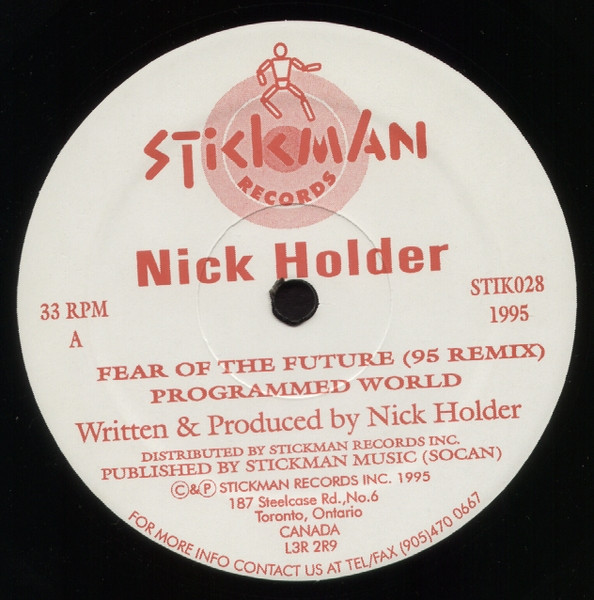 STICKMAN
RECORDS
Nick Holder
33 RPM
A
STIK028
1995
FEAR OF THE FUTURE (95 REMIX)
PROGRAMMED WORLD
Written & Produced by Nick Holder
DISTRIBUTED BY STICKMAN RECORDS INC.
PUBLISHED BY STICKMAN MUSIC (SOCAN)
©&℗ STICKMAN RECORDS INC. 1995
187 Steelcase Rd.,No.6
Toronto, Ontario
CANADA
L3R 2R9
FOR MORE INFO CONTACT US AT TEL/FAX (905)470 0667